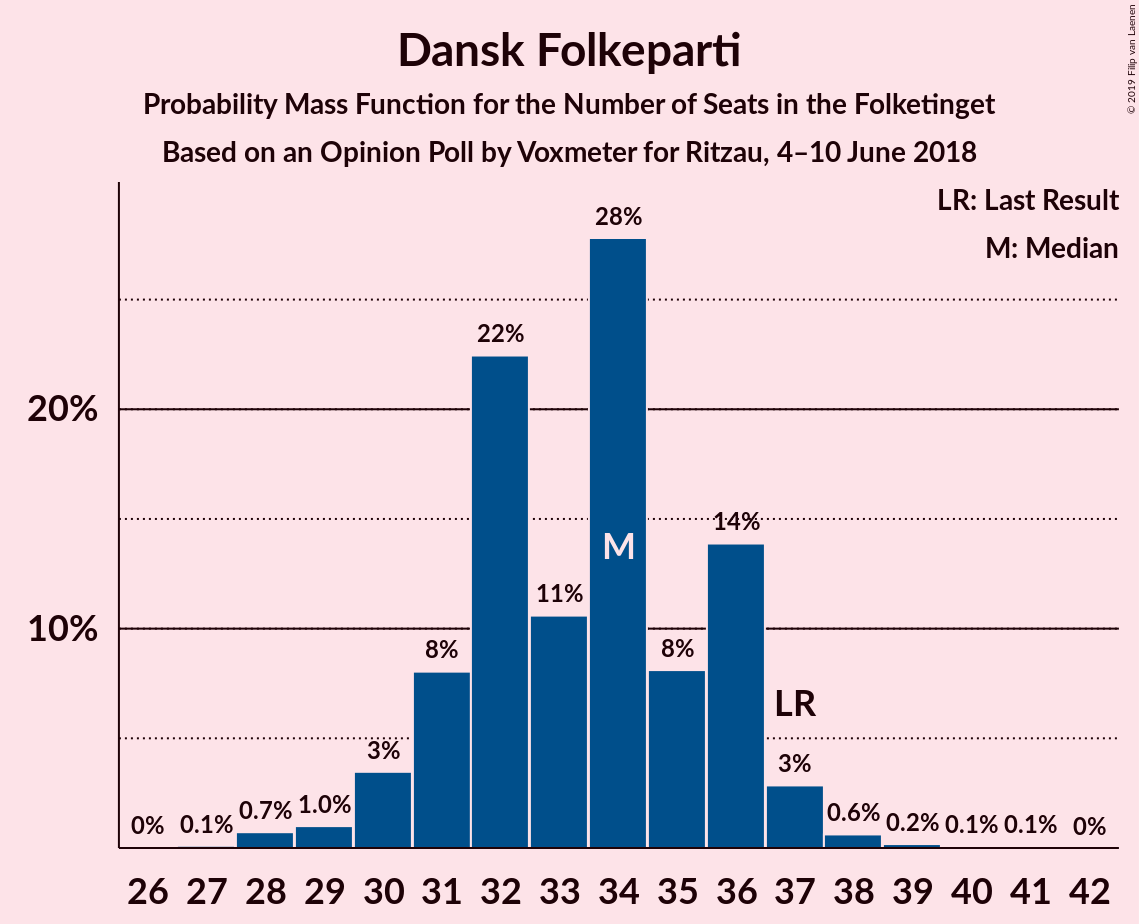 Dansk Folkeparti
Probability Mass Function for the Number of Seats in the Folketinget
Based on an Opinion Poll by Voxmeter for Ritzau, 4–10 June 2018
© 2019 Filip van Laenen
LR: Last Result
M: Median
20%
10%
0%
0.1%
0.7%
1.0%
3%
8%
22%
11%
28%
M
8%
14%
LR
3%
0.6%
0.2%
0.1%
0.1%
0%
26 27 28 29 30 31 32 33 34 35 36 37 38 39 40 41 42